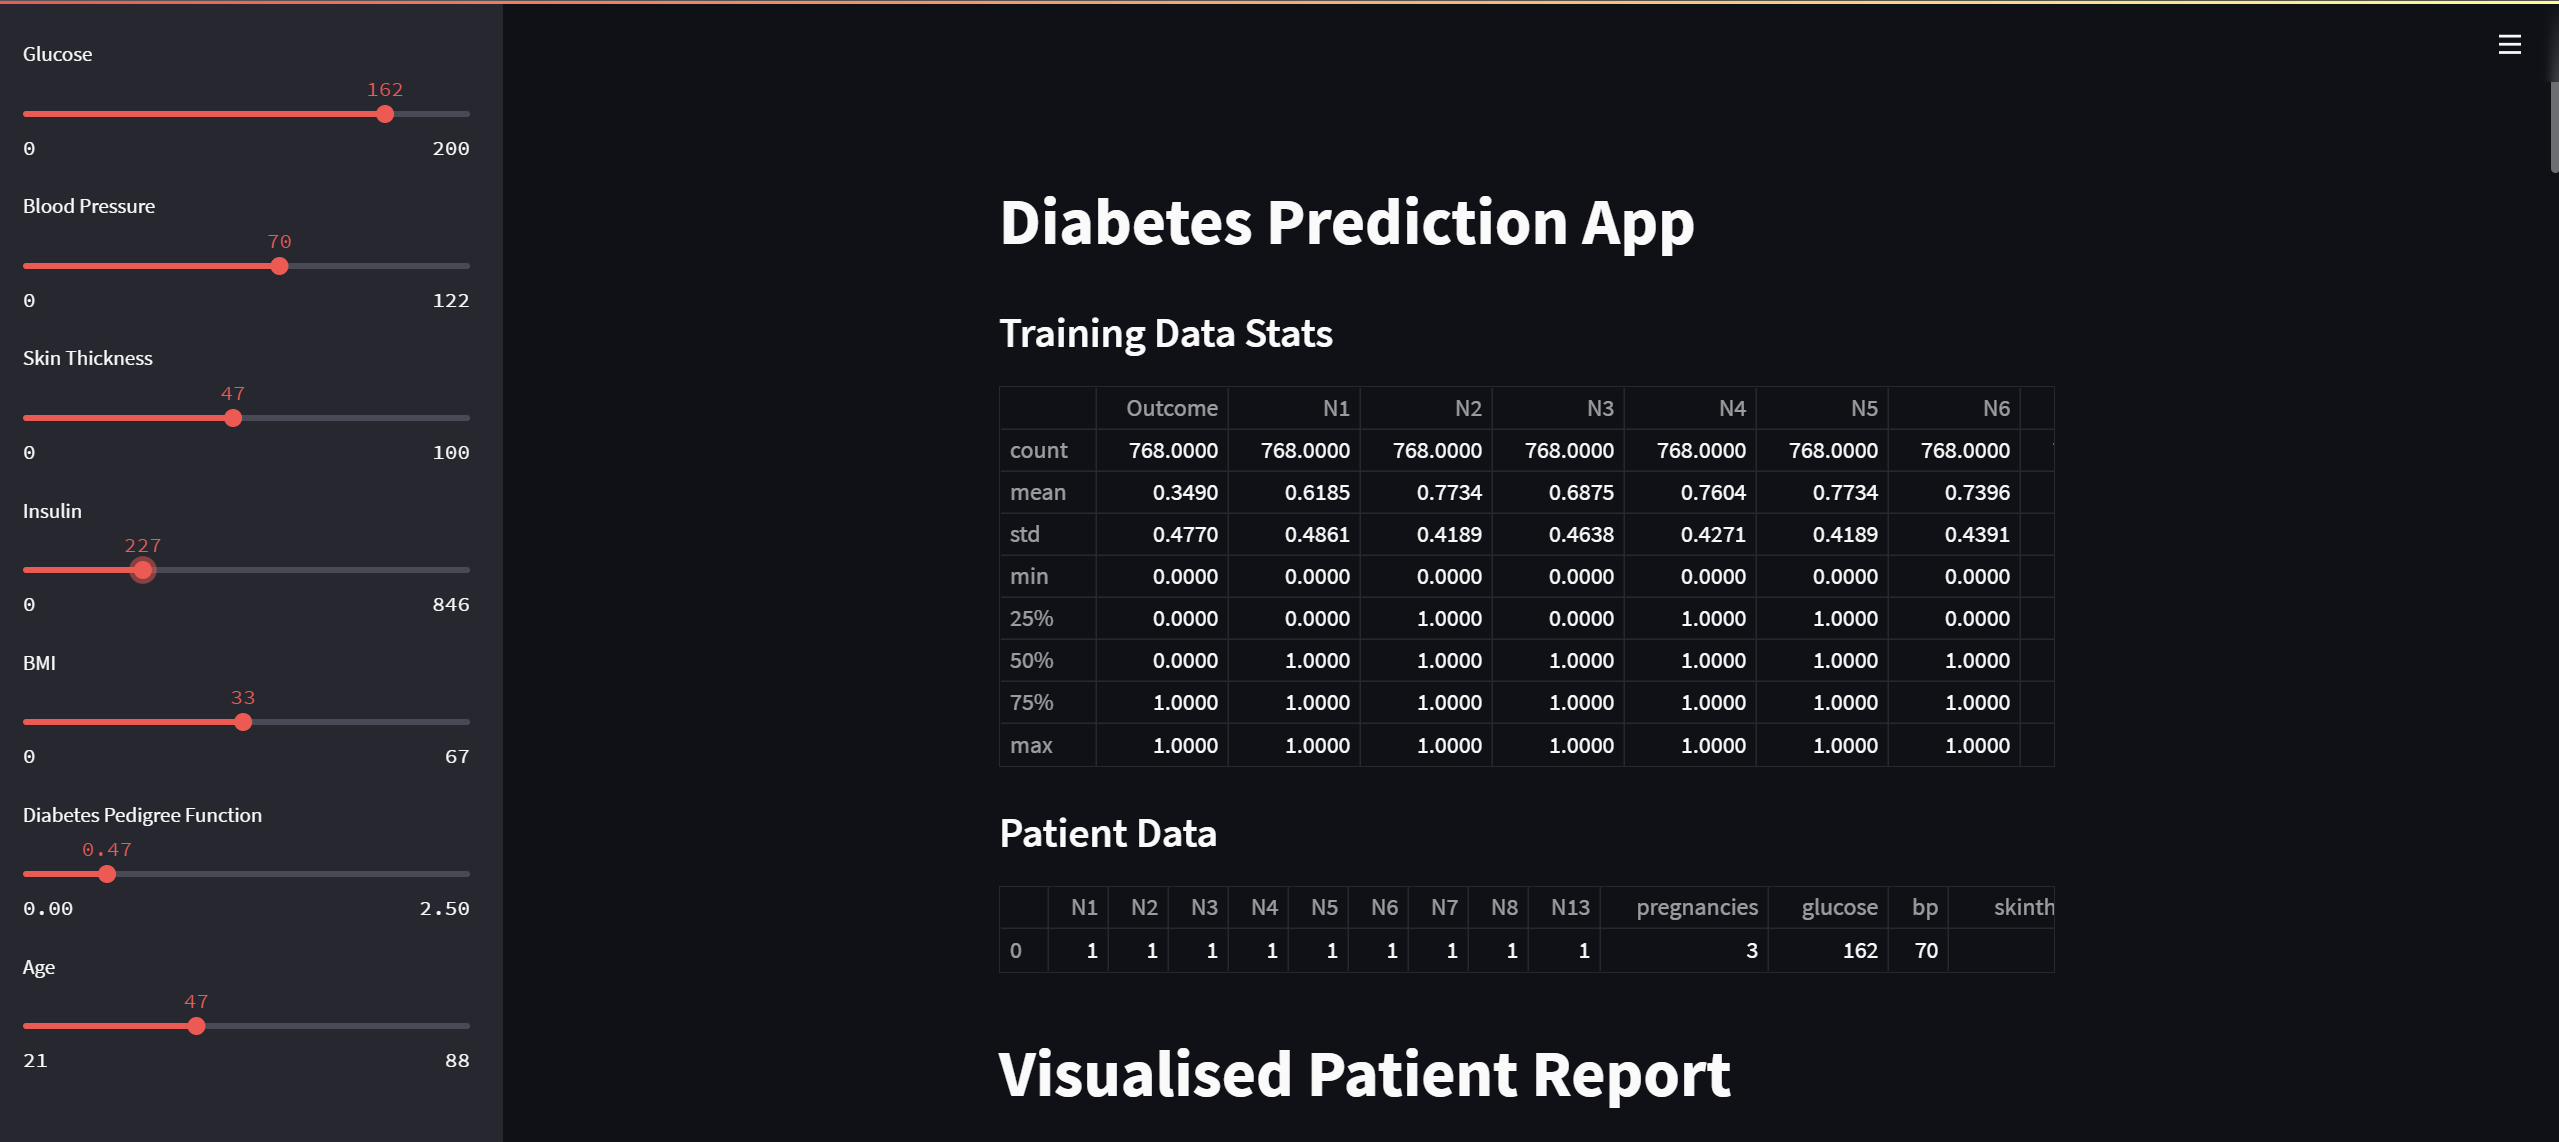 Glucose
162
0 200
Blood Pressure
70
0 122
Skin Thickness
47
0 100
Insulin
227
0 846
BMI
33
0 67
Diabetes Pedigree Function
0.47
0.00 2.50
Age
47
21 88
Diabetes Prediction App
Training Data Stats
Outcome N1 N2 N3 N4 N5 N6
count 768.0000 768.0000 768.0000 768.0000 768.0000 768.0000 768.0000
mean 0.3490 0.6185 0.7734 0.6875 0.7604 0.7734 0.7396
std 0.4770 0.4861 0.4189 0.4638 0.4271 0.4189 0.4391
min 0.0000 0.0000 0.0000 0.0000 0.0000 0.0000 0.0000
25% 0.0000 0.0000 1.0000 0.0000 1.0000 1.0000 0.0000
50% 0.0000 1.0000 1.0000 1.0000 1.0000 1.0000 1.0000
75% 1.0000 1.0000 1.0000 1.0000 1.0000 1.0000 1.0000
max 1.0000 1.0000 1.0000 1.0000 1.0000 1.0000 1.0000
Patient Data
N1 N2 N3 N4 N5 N6 N7 N8 N13 pregnancies glucose bp skinth
0 1 1 1 1 1 1 1 1 1 3 162 70
Visualised Patient Report